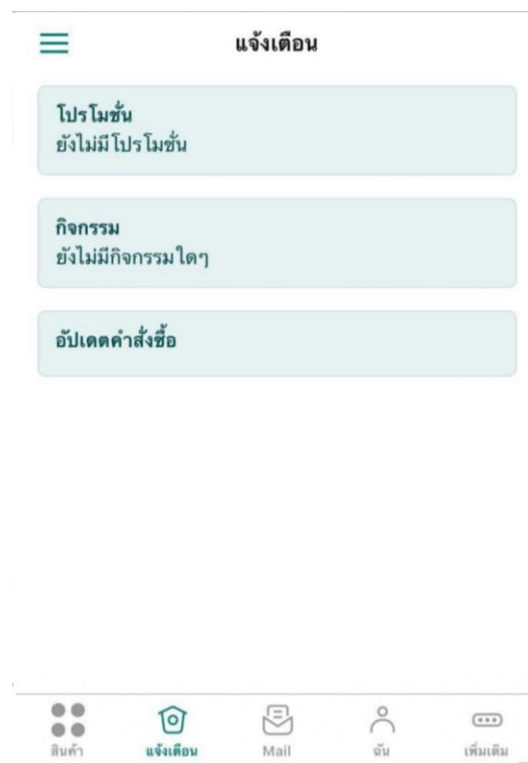 แจ้งเตือน
โปรโมชั่น
ยังไม่มีโปรโมชั่น
กิจกรรม
ยังไม่มีกิจกรรมใดๆ
อัปเดตคำสั่งซื้อ
สินค้า
แจ้งเตือน
Mail
ฉัน
เพิ่มเติม